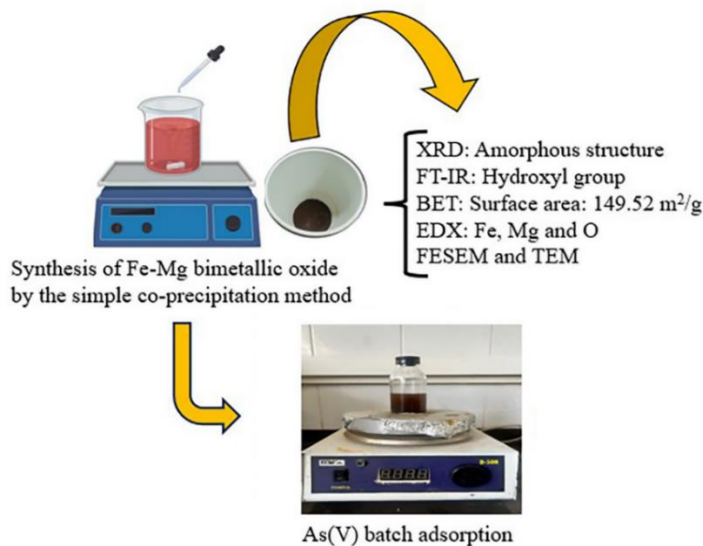 XRD: Amorphous structure
FT-IR: Hydroxyl group
BET: Surface area: 149.52 m²/g
EDX: Fe, Mg and O
FESEM and TEM
Synthesis of Fe-Mg bimetallic oxide
by the simple co-precipitation method
As(V) batch adsorption